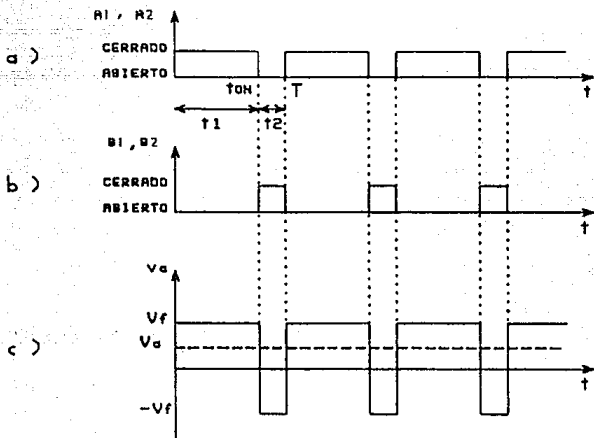 A1, A2
a) CERRADO
ABIERTO
tON T t
t1 t2
B1, B2
b) CERRADO
ABIERTO
t
Va
Vf
c) Va
t
-Vf